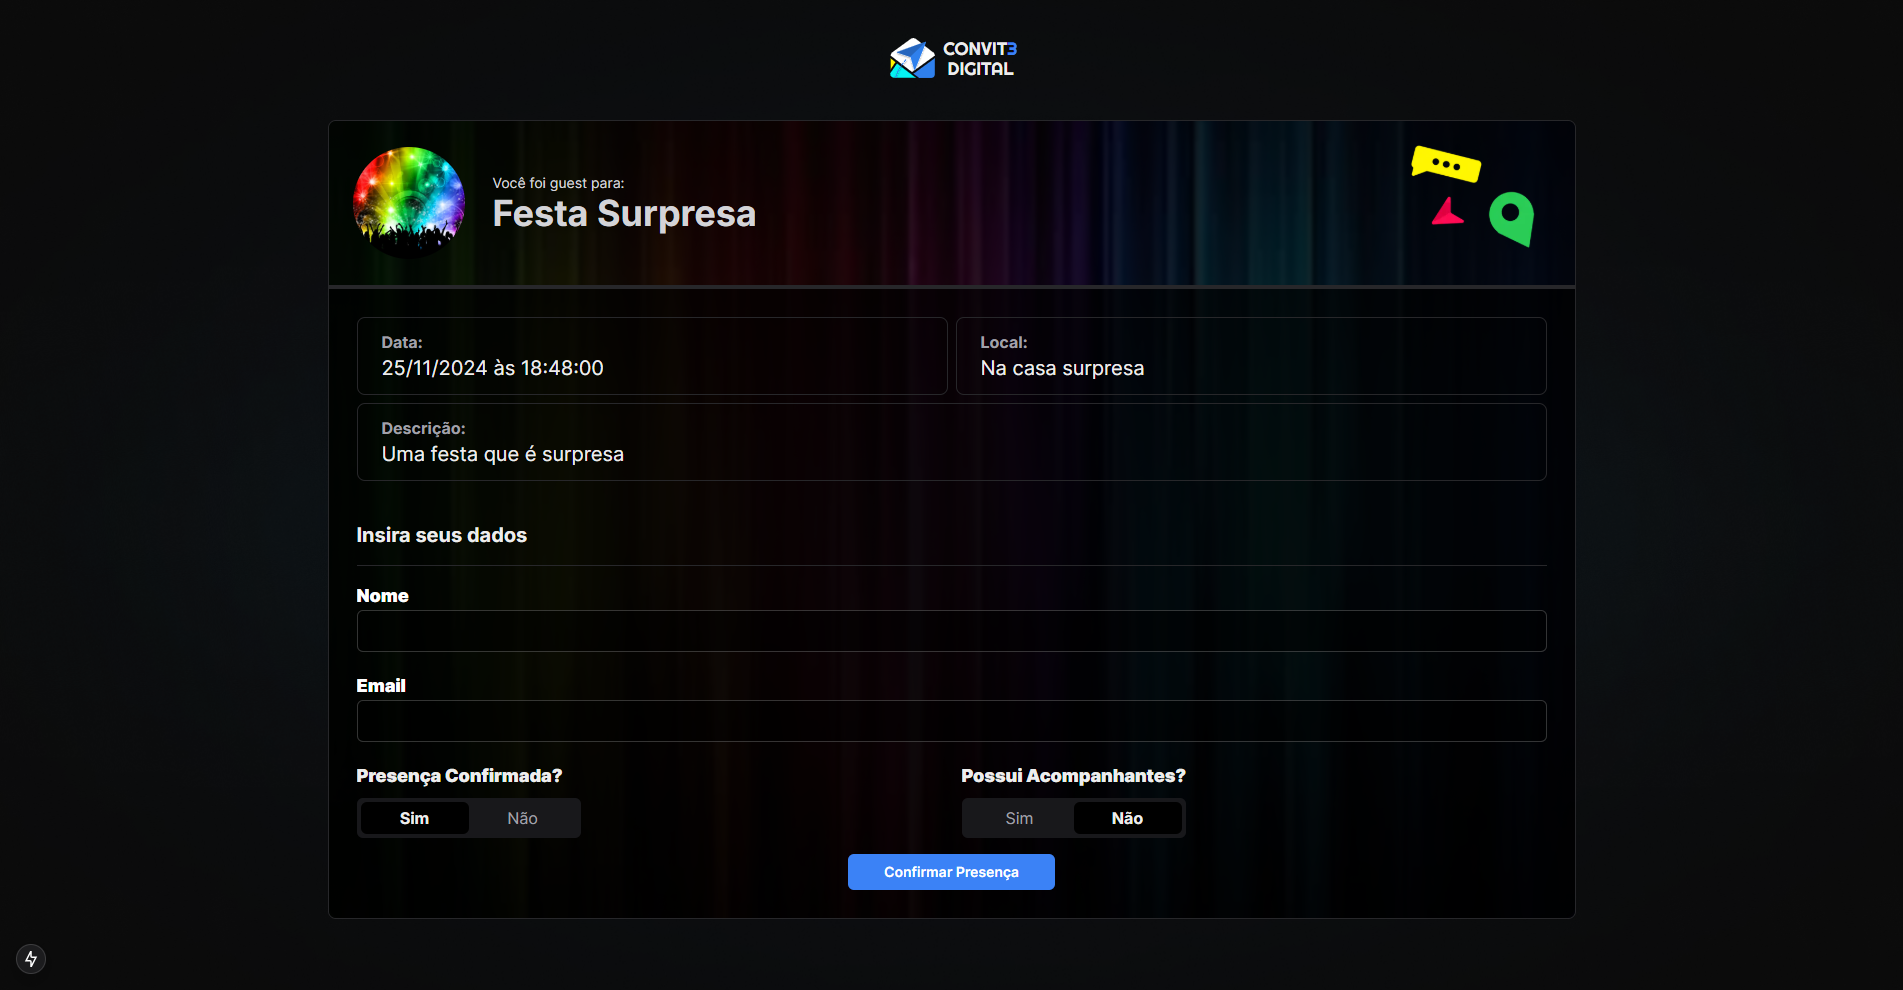 CONVIT3
DIGITAL
Você foi guest para:
Festa Surpresa
Data:
25/11/2024 às 18:48:00
Local:
Na casa surpresa
Descrição:
Uma festa que é surpresa
Insira seus dados
Nome
Email
Presença Confirmada?
Sim Não
Possui Acompanhantes?
Sim Não
Confirmar Presença